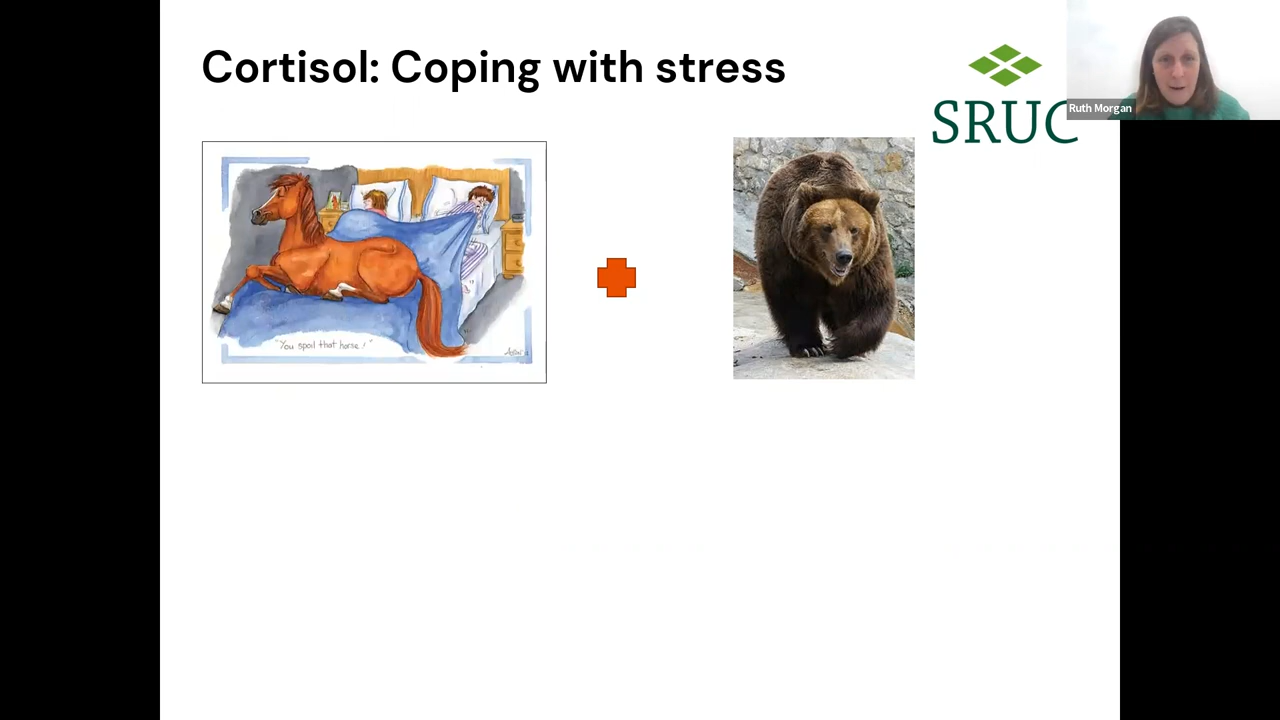 Cortisol: Coping with stress
SRUC
Ruth Morgan
"You spoil that horse!"